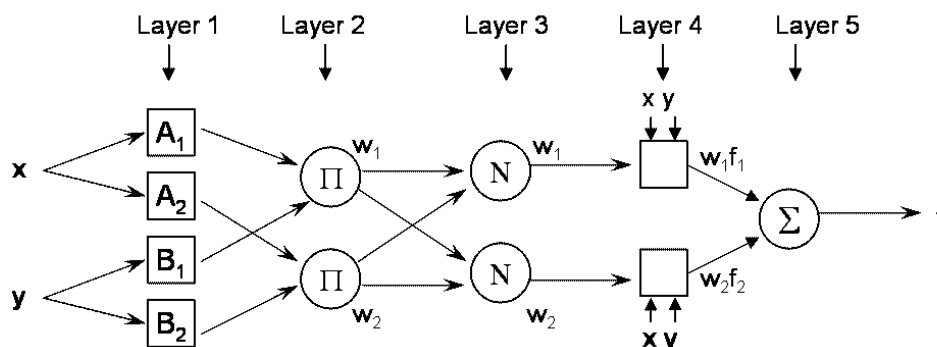 Layer 1 Layer 2 Layer 3 Layer 4 Layer 5
x y
A₁ w₁ w₁
x Π N w₁f₁
A₂
Σ
B₁
y Π N w₂f₂
B₂ w₂ w₂
x y